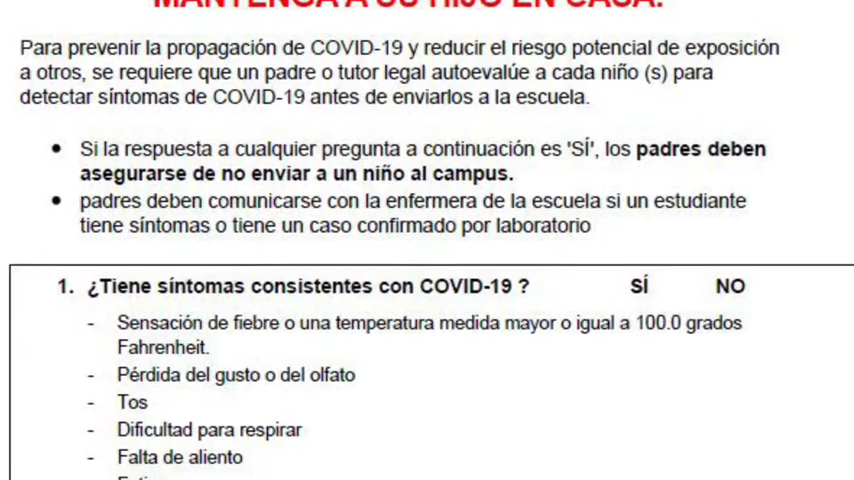 MANTENGA A SU HIJO EN CASA.
Para prevenir la propagación de COVID-19 y reducir el riesgo potencial de exposición
a otros, se requiere que un padre o tutor legal autoevalúe a cada niño (s) para
detectar síntomas de COVID-19 antes de enviarlos a la escuela.
• Si la respuesta a cualquier pregunta a continuación es 'SÍ', los padres deben
asegurarse de no enviar a un niño al campus.
• padres deben comunicarse con la enfermera de la escuela si un estudiante
tiene síntomas o tiene un caso confirmado por laboratorio
1. ¿Tiene síntomas consistentes con COVID-19 ? SÍ NO
- Sensación de fiebre o una temperatura medida mayor o igual a 100.0 grados
Fahrenheit.
- Pérdida del gusto o del olfato
- Tos
- Dificultad para respirar
- Falta de aliento